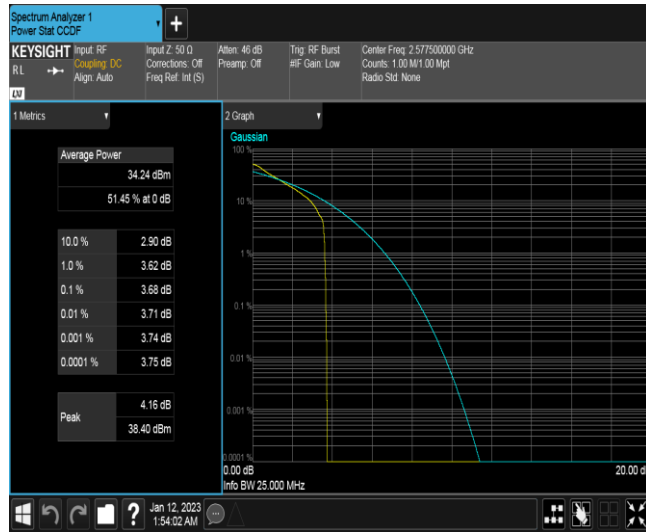 Spectrum Analyzer 1
Power Stat CCDF
+
KEYSIGHT
RL
LXI
Input: RF
Coupling: DC
Align: Auto
Input Z: 50 Ω
Corrections: Off
Freq Ref: Int (S)
Atten: 46 dB
Preamp: Off
Trig: RF Burst
#IF Gain: Low
Center Freq: 2.577500000 GHz
Counts: 1.00 M/1.00 Mpt
Radio Std: None
1 Metrics
Average Power
34.24 dBm
51.45 % at 0 dB
10.0 % 2.90 dB
1.0 % 3.62 dB
0.1 % 3.68 dB
0.01 % 3.71 dB
0.001 % 3.74 dB
0.0001 % 3.75 dB
Peak
4.16 dB
38.40 dBm
2 Graph
Gaussian
100 %
10 %
1 %
0.1 %
0.01 %
0.001 %
0.0001 %
0.00 dB
20.00 d
Info BW 25.000 MHz
?
Jan 12, 2023
1:54:02 AM